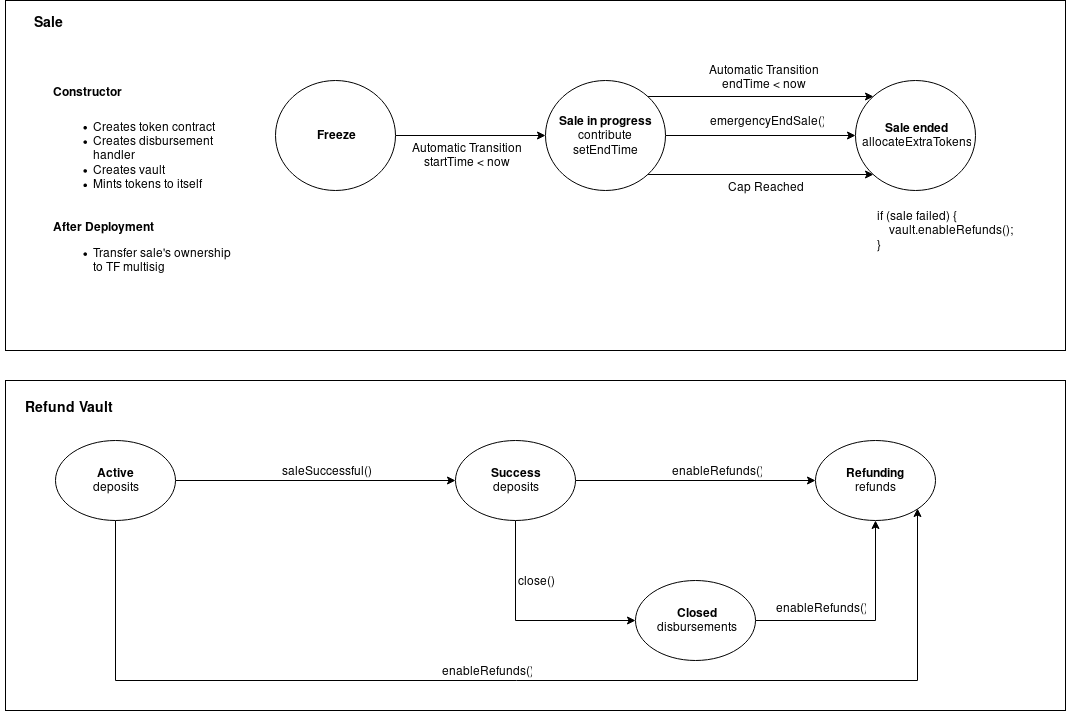 Sale
Constructor
• Creates token contract
• Creates disbursement
handler
• Creates vault
• Mints tokens to itself
After Deployment
• Transfer sale's ownership
to TF multisig
Freeze
Automatic Transition
startTime < now
Sale in progress
contribute
setEndTime
Automatic Transition
endTime < now
emergencyEndSale()
Cap Reached
Sale ended
allocateExtraTokens
if (sale failed) {
vault.enableRefunds();
}
Refund Vault
Active
deposits
saleSuccessful()
Success
deposits
enableRefunds()
Refunding
refunds
close()
Closed
disbursements
enableRefunds()
enableRefunds()